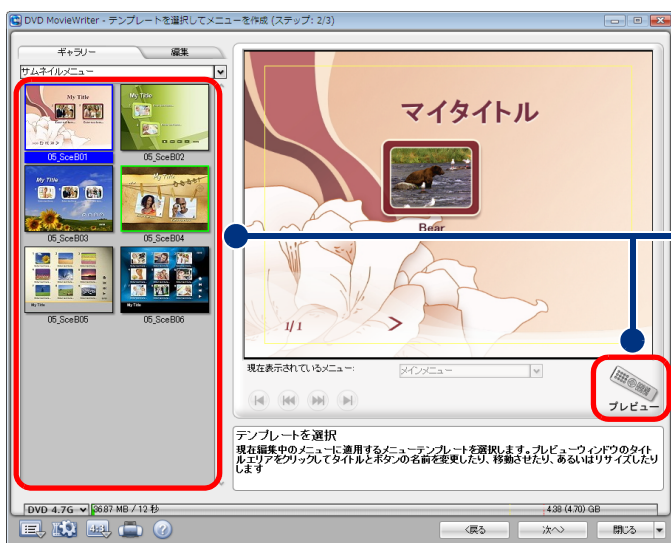 DVD MovieWriter - テンプレートを選択してメニューを作成 (ステップ: 2/3)
ギャラリー
編集
サムネイルメニュー
My Title
05_SceB01
My Title
05_SceB02
My Title
05_SceB03
My Title
05_SceB04
My Title
05_SceB05
My Title
05_SceB06
マイタイトル
Bear
1/1
現在表示されているメニュー:
メインメニュー
プレビュー
テンプレートを選択
現在編集中のメニューに適用するメニューテンプレートを選択します。プレビューウィンドウのタイト
ルエリアをクリックしてタイトルとボタンの名前を変更したり、移動させたり、あるいはリサイズしたり
します
DVD 4.7G
36.87 MB / 12 秒
4.38 (4.70) GB
<戻る
次へ>
閉じる